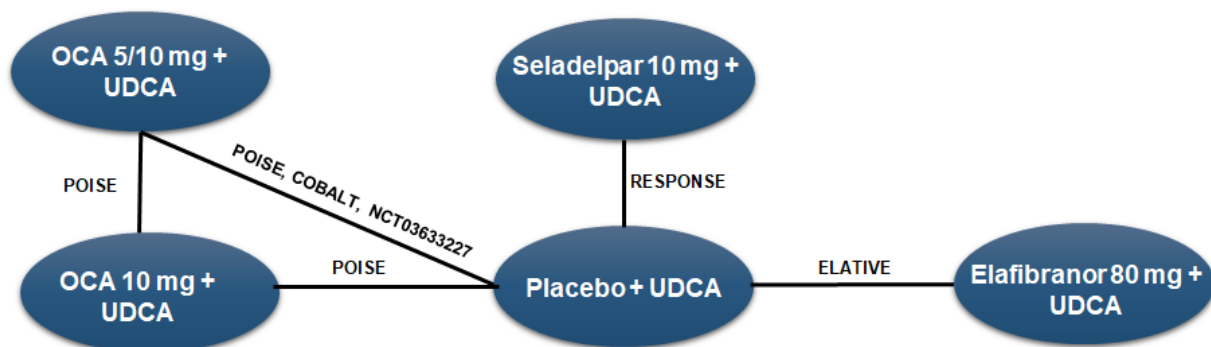 OCA 5/10 mg +
UDCA
Seladelpar 10 mg +
UDCA
POISE
POISE, COBALT, NCT03633227
RESPONSE
OCA 10 mg +
UDCA
POISE
Placebo + UDCA
ELATIVE
Elafibranor 80 mg +
UDCA